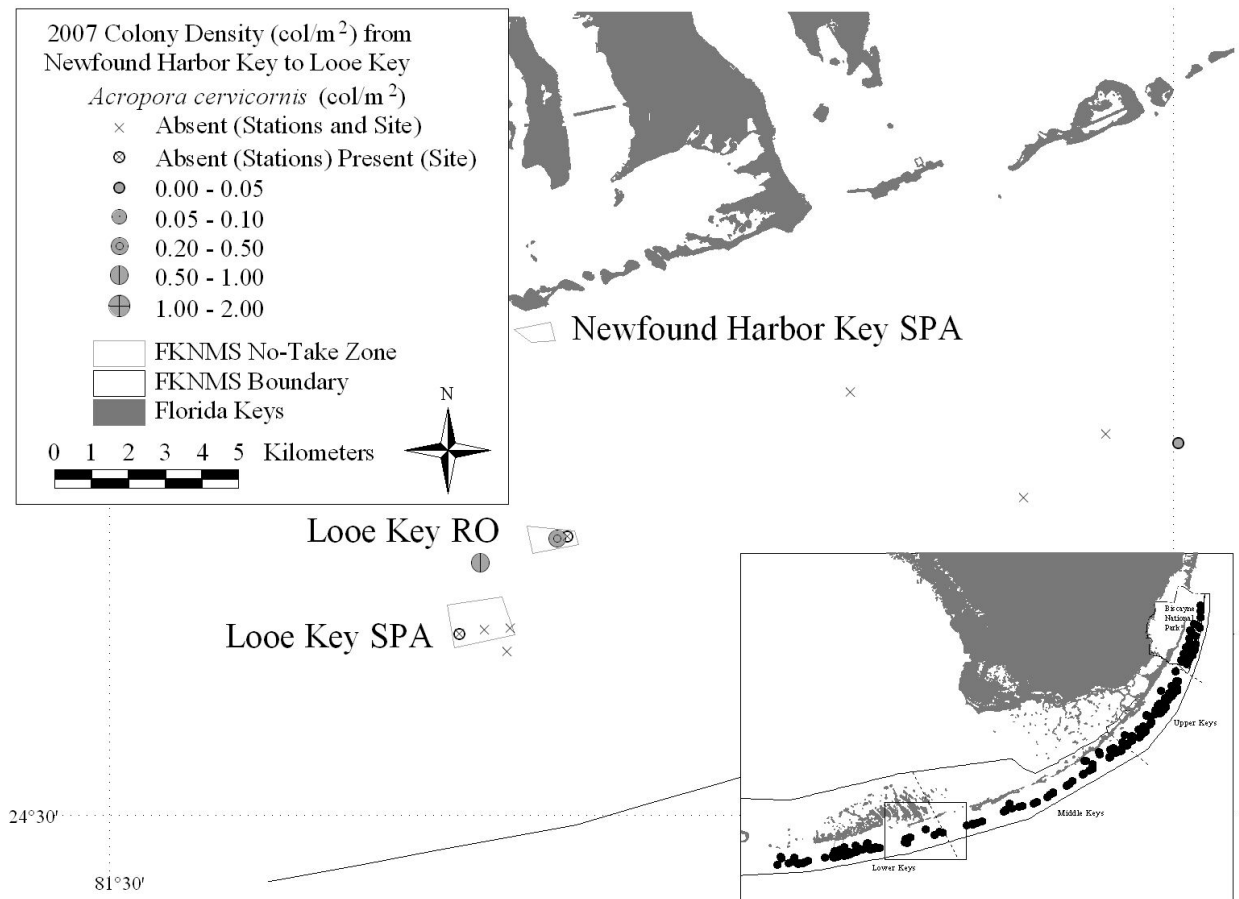 2007 Colony Density (col/m²) from
Newfound Harbor Key to Looe Key
Acropora cervicornis (col/m²)
Absent (Stations and Site)
Absent (Stations) Present (Site)
0.00 - 0.05
0.05 - 0.10
0.20 - 0.50
0.50 - 1.00
1.00 - 2.00
FKNMS No-Take Zone
FKNMS Boundary
Florida Keys
N
0 1 2 3 4 5 Kilometers
Newfound Harbor Key SPA
Looe Key RO
Looe Key SPA
24°30'
81°30'
Biscayne
National
Park
Upper Keys
Middle Keys
Lower Keys